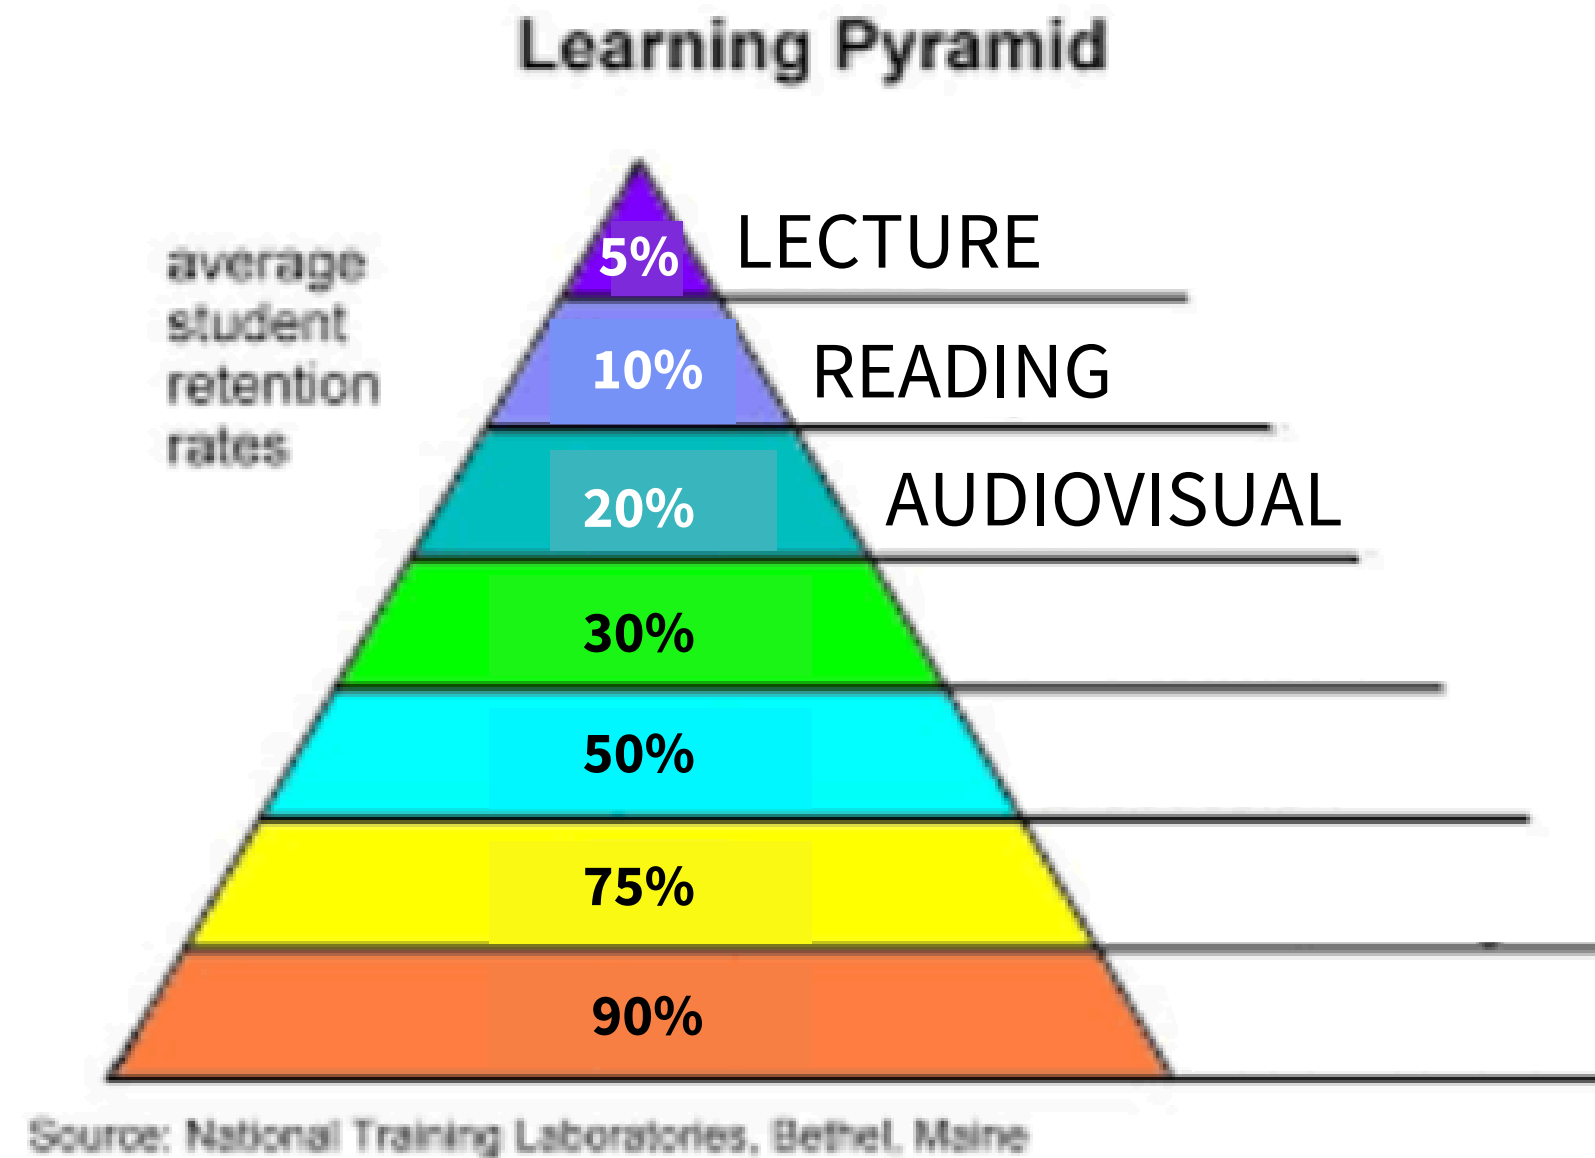 Learning Pyramid
average
student
retention
rates
5% LECTURE
10% READING
20% AUDIOVISUAL
30%
50%
75%
90%
Source: National Training Laboratories, Bethel, Maine